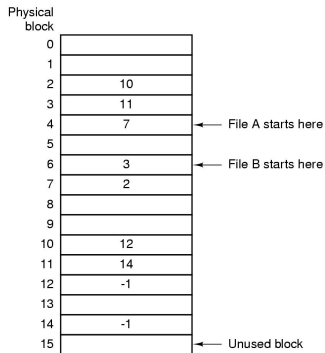 Physical
block
0
1
2 10
3 11
4 7 File A starts here
5
6 3 File B starts here
7 2
8
9
10 12
11 14
12 -1
13
14 -1
15 Unused block